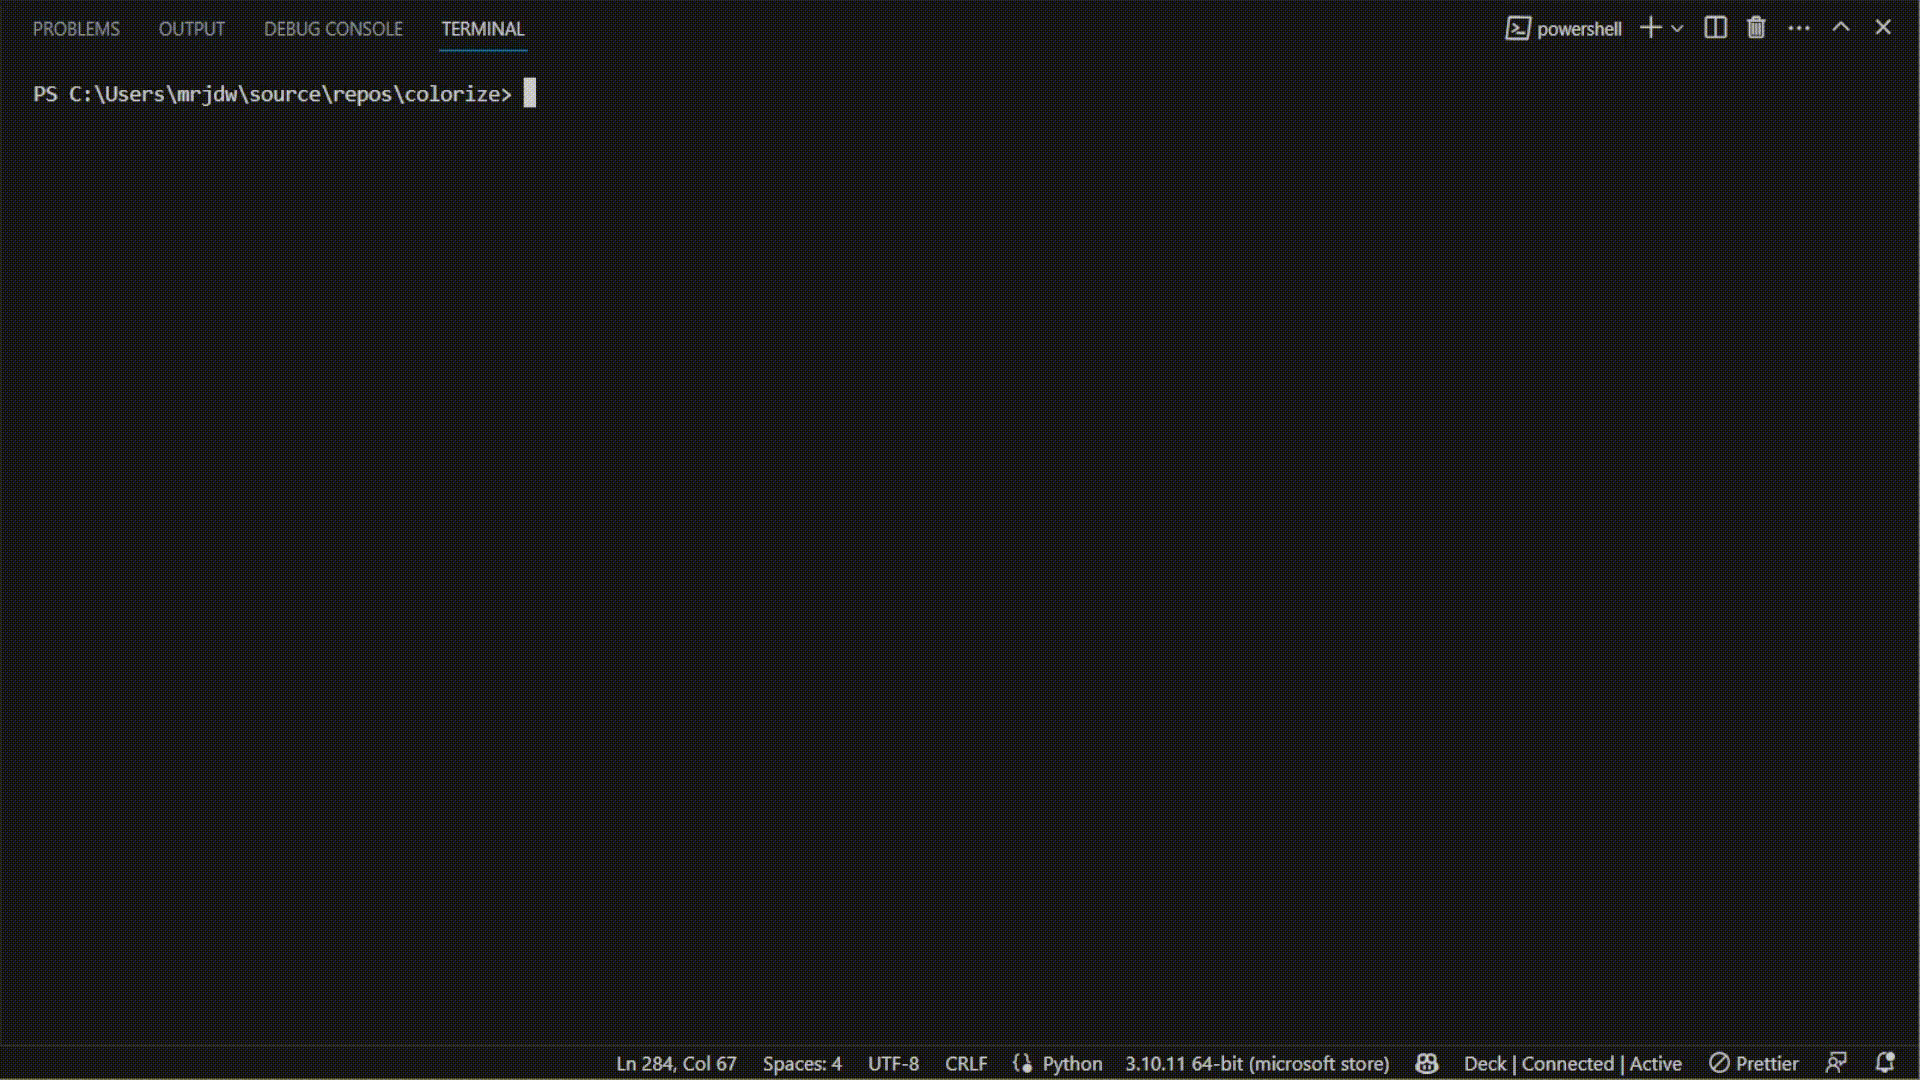 PROBLEMS OUTPUT DEBUG CONSOLE TERMINAL powershell
PS C:\Users\mrjdw\source\repos\colorize>
Ln 284, Col 67 Spaces: 4 UTF-8 CRLF Python 3.10.11 64-bit (microsoft store) Deck | Connected | Active Prettier